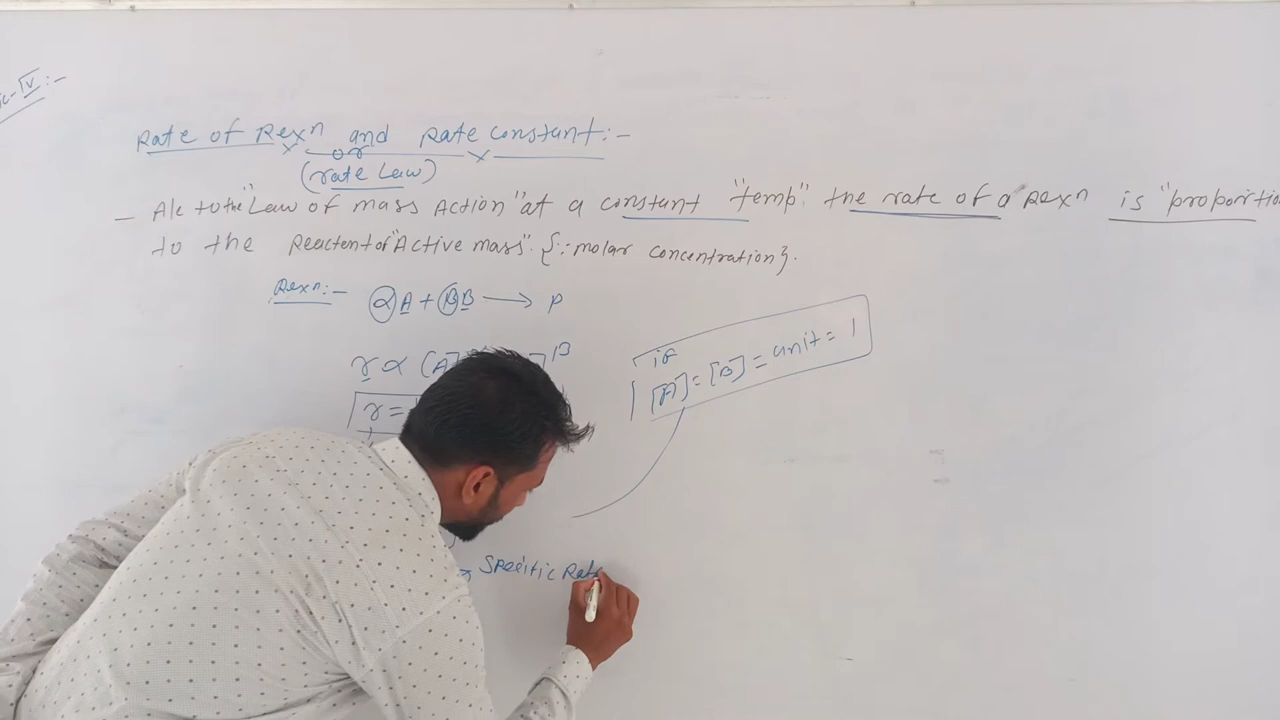 Rate of Rexn and Rate constant:-
or
(rate Law)
- A/c to the "Law of mass Action" at a constant "temp". the rate of a Rexn is "proportio
to the Reactent or "Active mass". {∵ molar concentration}.
Rexn:- αA + βB ⟶ P
r ∝ [A] ]β
r =
if
[A] = [B] = unit = 1
Specific Rate